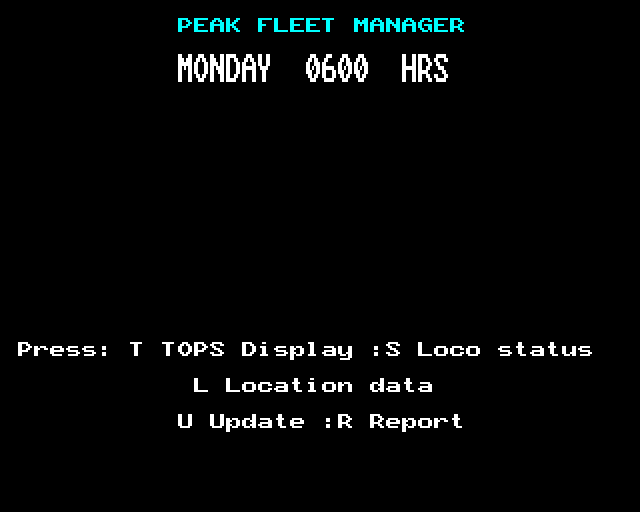 PEAK FLEET MANAGER
MONDAY  0600  HRS
Press: T TOPS Display :S Loco status
L Location data
U Update :R Report